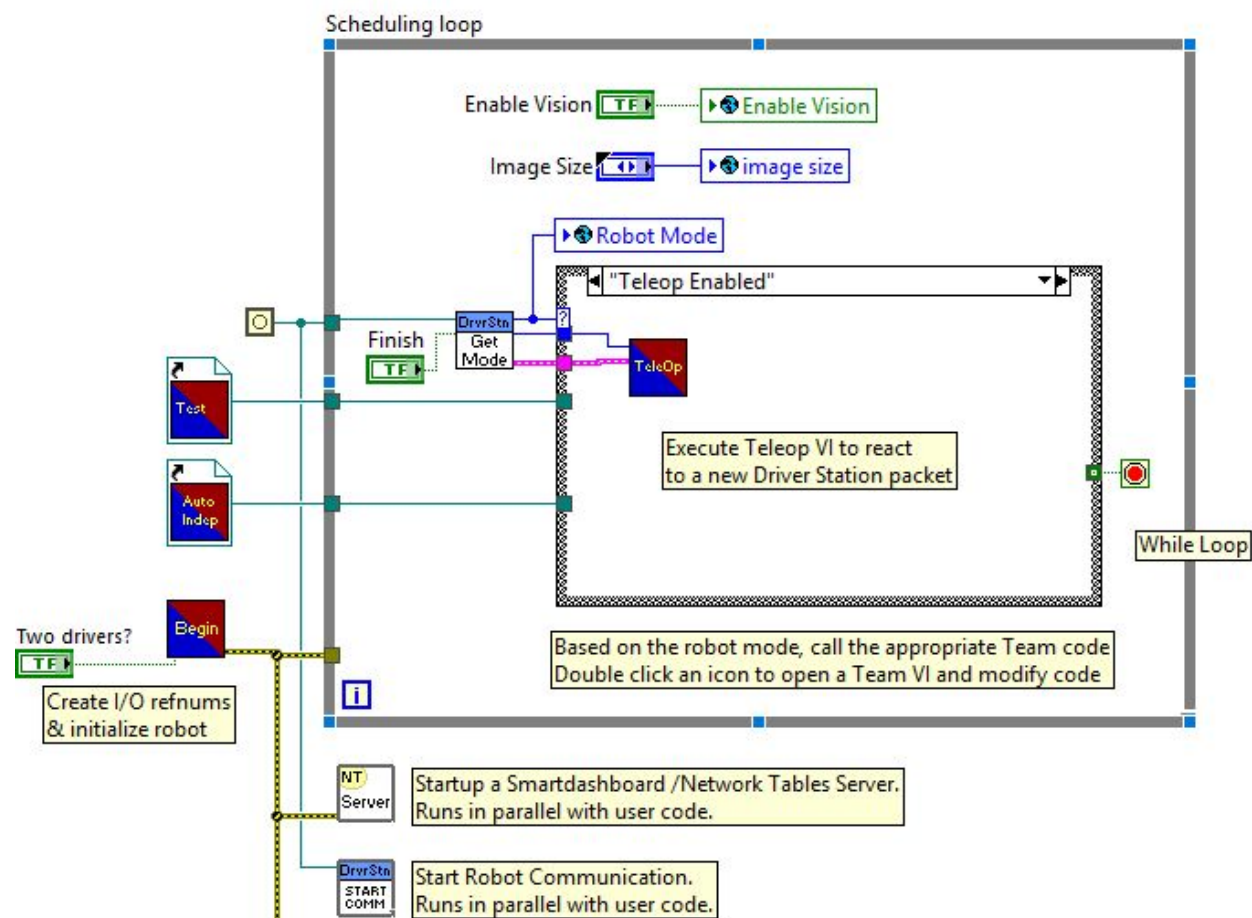 Scheduling loop
Enable Vision TF Enable Vision
Image Size image size
Robot Mode
"Teleop Enabled"
?
DrvrStn
Get
Mode
Finish
TF
TeleOp
Test
Execute Teleop VI to react
to a new Driver Station packet
Auto
Indep
While Loop
Two drivers?
TF
Begin
Create I/O refnums
& initialize robot
Based on the robot mode, call the appropriate Team code
Double click an icon to open a Team VI and modify code
i
NT
Server
Startup a Smartdashboard /Network Tables Server.
Runs in parallel with user code.
DrvrStn
START
COMM
Start Robot Communication.
Runs in parallel with user code.